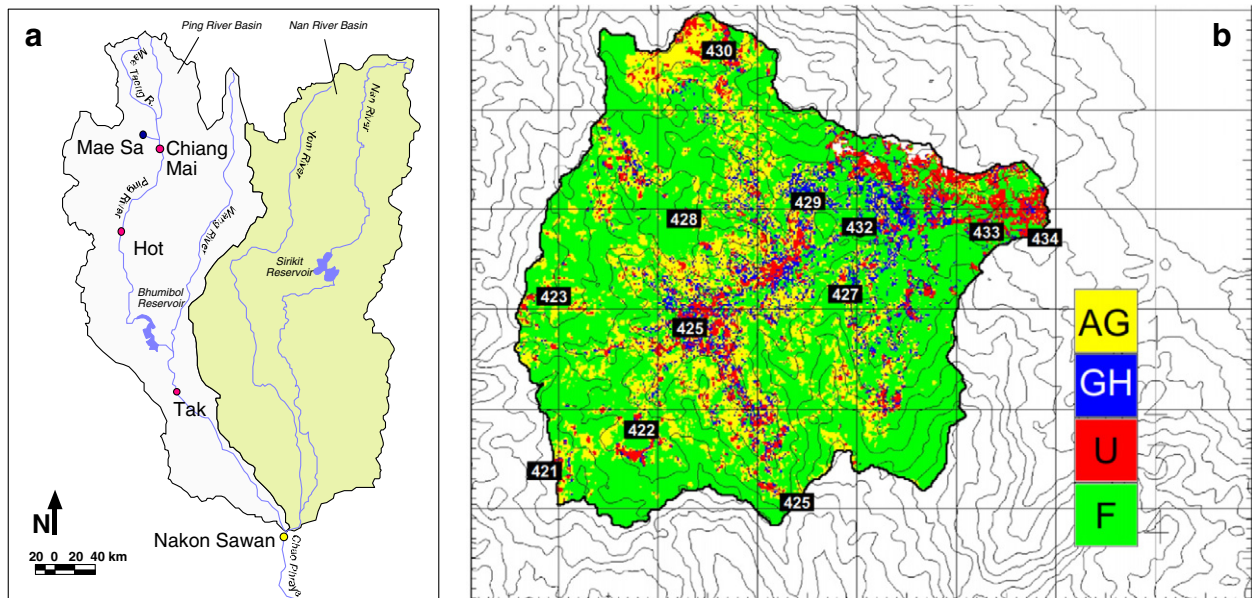 a
Ping River Basin
Nan River Basin
Mae Taeng R.
Nan River
Yom River
Mae Sa
Chiang
Mai
Ping River
Wang River
Hot
Sirikit
Reservoir
Bhumibol
Reservoir
Tak
N
20 0 20 40 km
Nakon Sawan
Chao Phraya
b
430
428
429
432
433
434
423
427
425
422
421
425
AG
GH
U
F